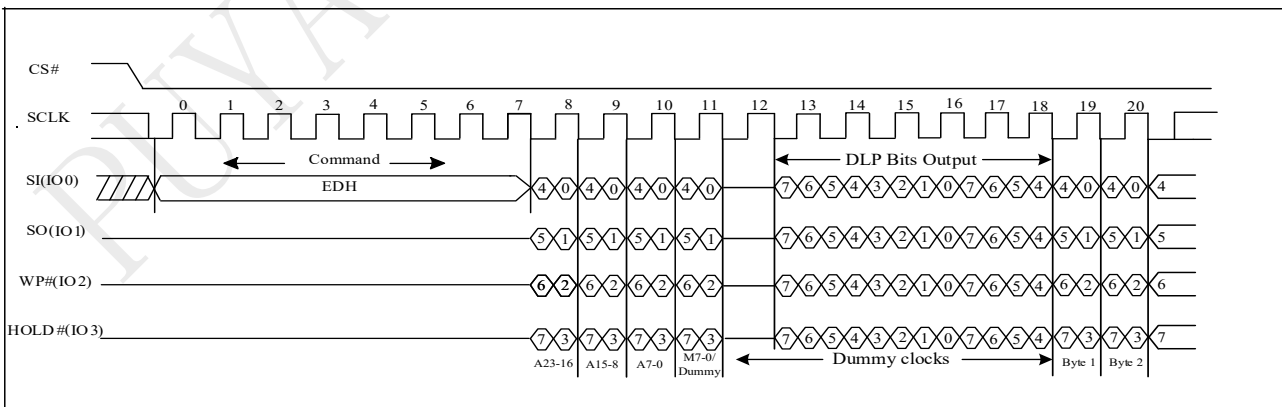 PUYA
CS#
0 1 2 3 4 5 6 7 8 9 10 11 12 13 14 15 16 17 18 19 20
SCLK
Command
DLP Bits Output
SI(IO0)
EDH
4 0 4 0 4 0 4 0 7 6 5 4 3 2 1 0 7 6 5 4 4 0 4 0 4
SO(IO1)
5 1 5 1 5 1 5 1 7 6 5 4 3 2 1 0 7 6 5 4 5 1 5 1 5
WP#(IO2)
6 2 6 2 6 2 6 2 7 6 5 4 3 2 1 0 7 6 5 4 6 2 6 2 6
HOLD#(IO3)
7 3 7 3 7 3 7 3 7 6 5 4 3 2 1 0 7 6 5 4 7 3 7 3 7
A23-16 A15-8 A7-0 M7-0/
Dummy
Dummy clocks
Byte 1 Byte 2